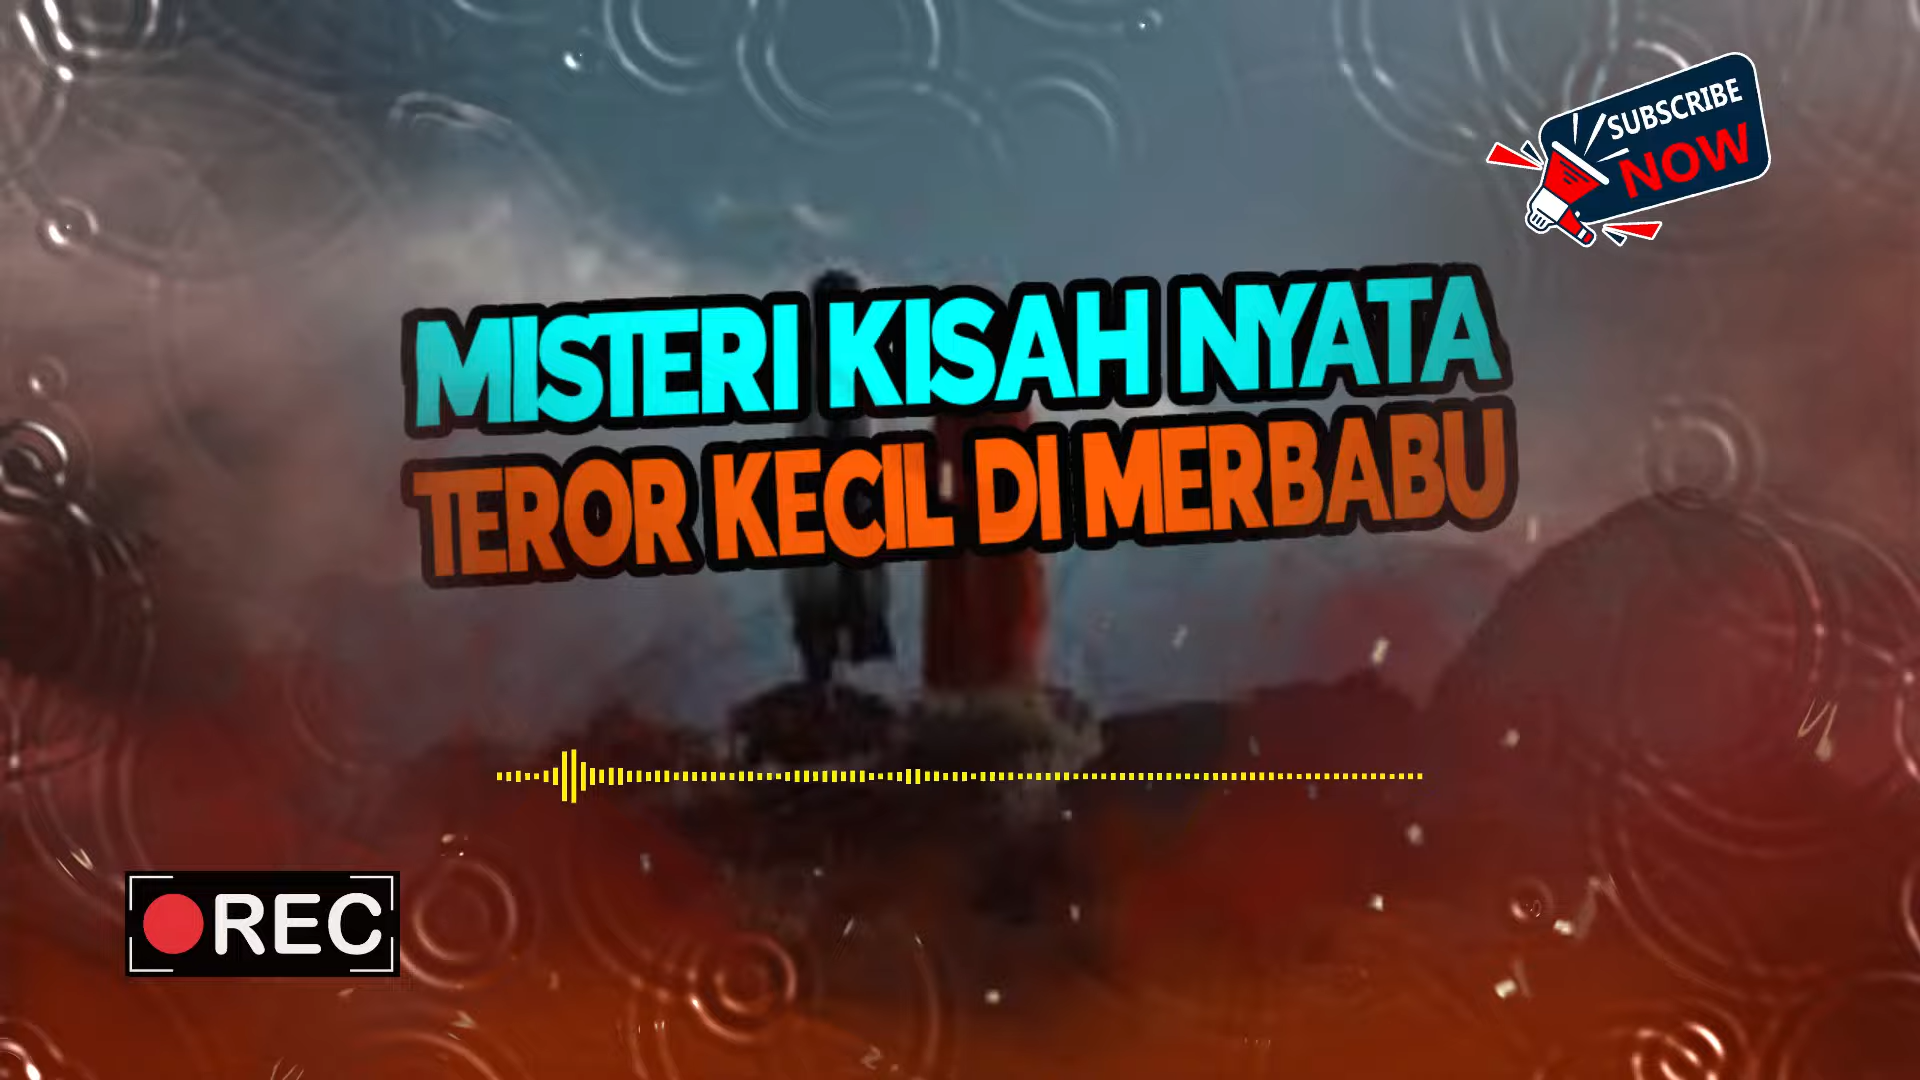 SUBSCRIBE
NOW
MISTERI KISAH NYATA
TEROR KECIL DI MERBABU
REC